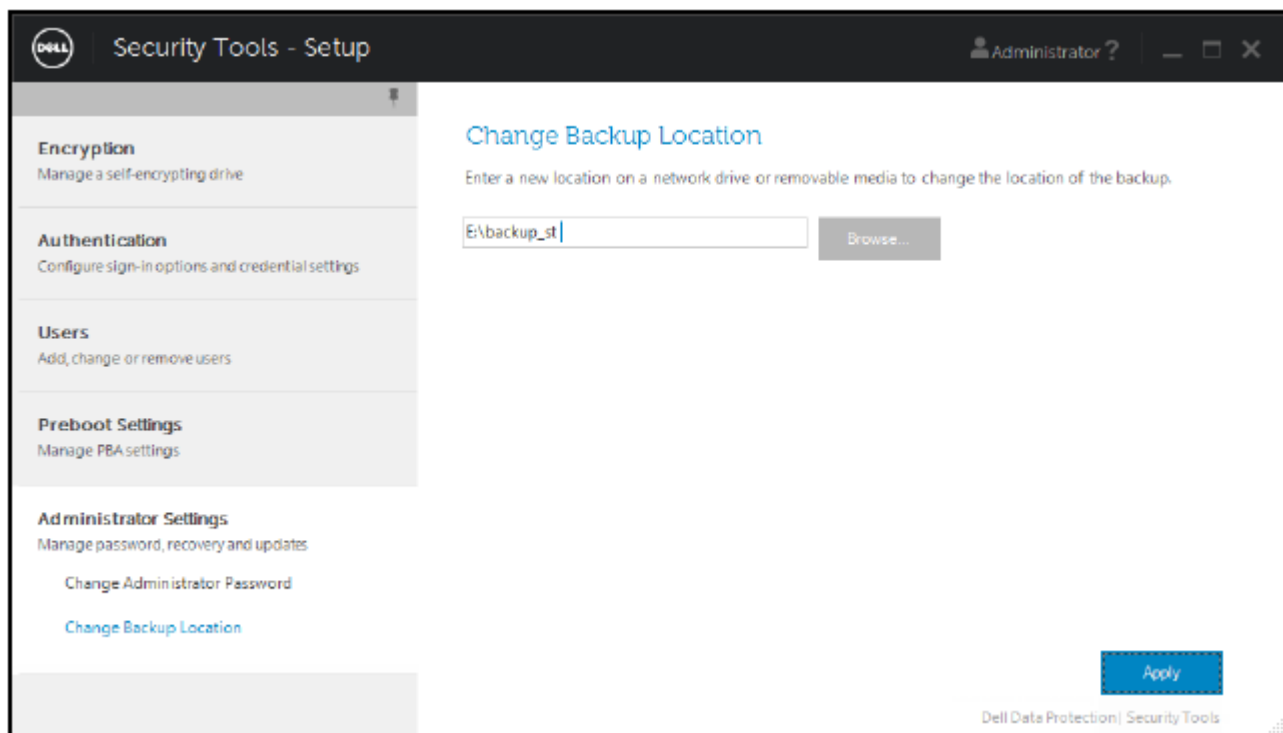 DELL
Security Tools - Setup
Administrator ?
Encryption
Manage a self-encrypting drive
Authentication
Configure sign-in options and credential settings
Users
Add, change or remove users
Preboot Settings
Manage PBA settings
Administrator Settings
Manage password, recovery and updates
Change Administrator Password
Change Backup Location
Change Backup Location
Enter a new location on a network drive or removable media to change the location of the backup.
E:\backup_st
Browse...
Apply
Dell Data Protection | Security Tools